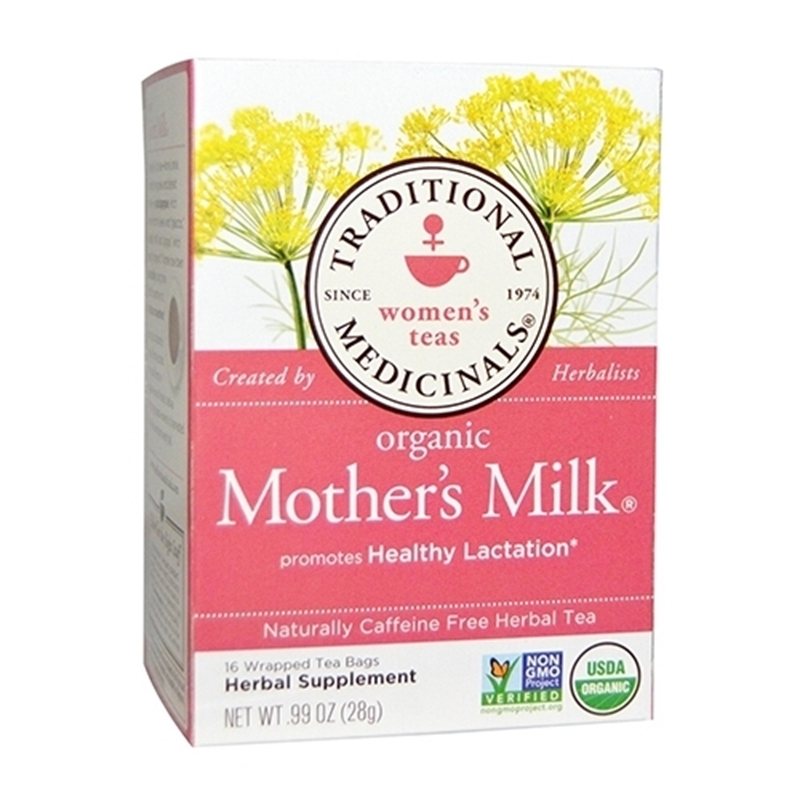 TRADITIONAL
SINCE 1974
women's
teas
MEDICINALS®
Created by
Herbalists
organic
Mother's Milk®
promotes Healthy Lactation*
Naturally Caffeine Free Herbal Tea
16 Wrapped Tea Bags
Herbal Supplement
NET WT .99 OZ (28g)
NON
GMO
Project
VERIFIED
nongmoproject.org
USDA
ORGANIC